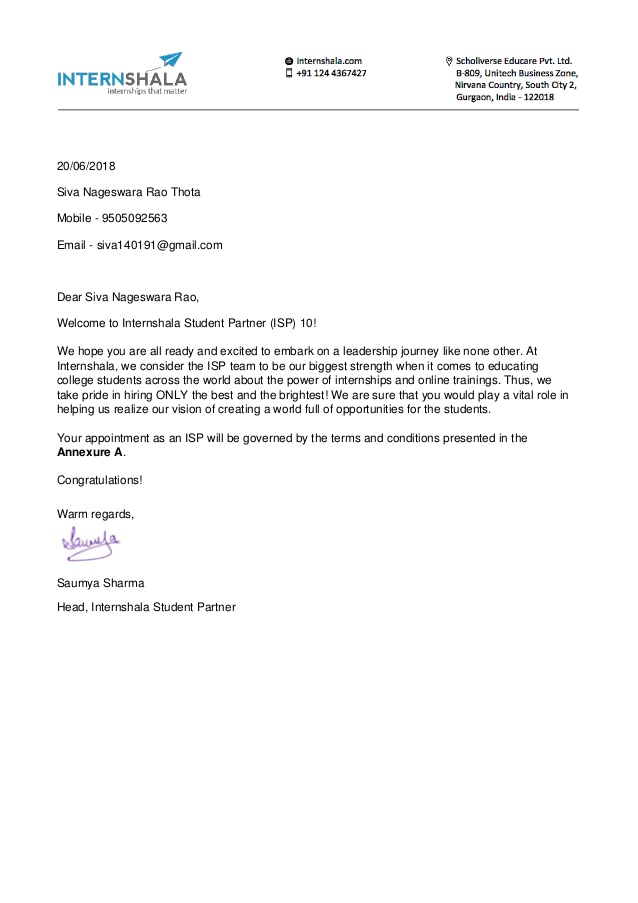 INTERNSHALA
internships that matter
internshala.com
+91 124 4367427
Scholiverse Educare Pvt. Ltd.
B-809, Unitech Business Zone,
Nirvana Country, South City 2,
Gurgaon, India - 122018
20/06/2018
Siva Nageswara Rao Thota
Mobile - 9505092563
Email - siva140191@gmail.com
Dear Siva Nageswara Rao,
Welcome to Internshala Student Partner (ISP) 10!
We hope you are all ready and excited to embark on a leadership journey like none other. At
Internshala, we consider the ISP team to be our biggest strength when it comes to educating
college students across the world about the power of internships and online trainings. Thus, we
take pride in hiring ONLY the best and the brightest! We are sure that you would play a vital role in
helping us realize our vision of creating a world full of opportunities for the students.
Your appointment as an ISP will be governed by the terms and conditions presented in the
Annexure A.
Congratulations!
Warm regards,
Saumya
Saumya Sharma
Head, Internshala Student Partner